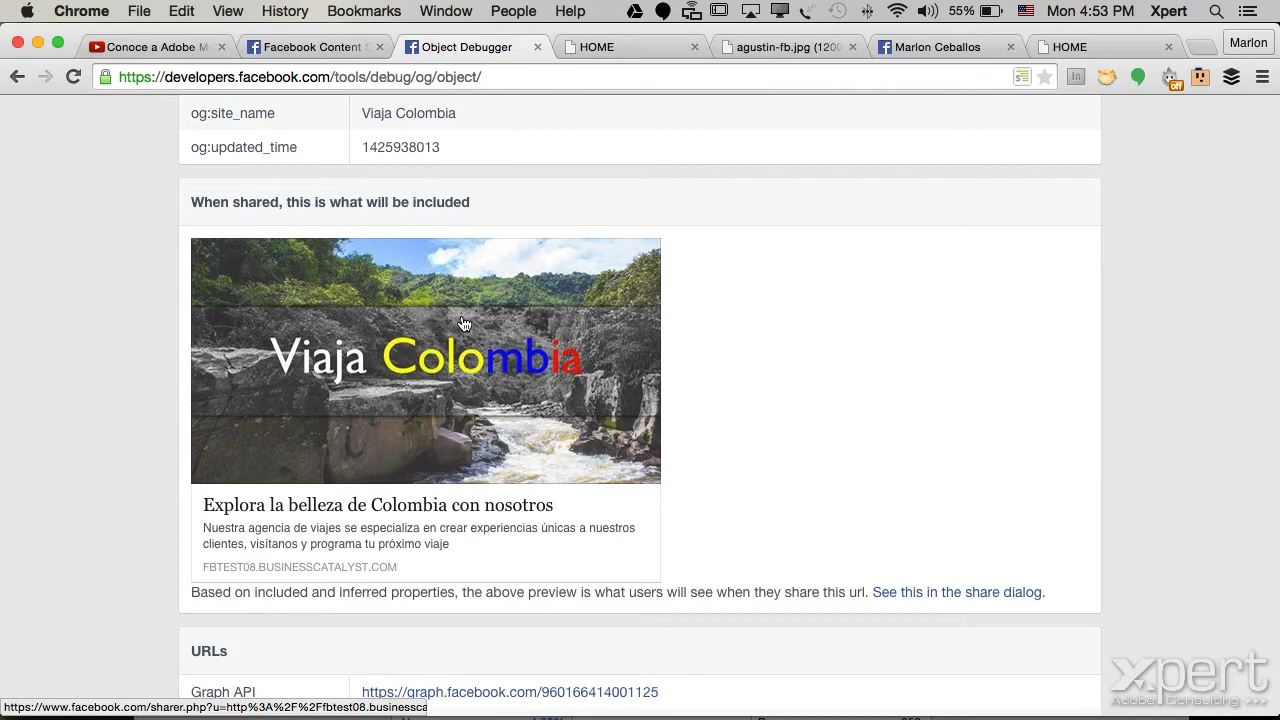 Chrome File Edit View History Bookmarks Window People Help 55% Mon 4:53 PM Xpert
Conoce a Adobe M
Facebook Content
Object Debugger
HOME
agustin-fb.jpg (120
Marlon Ceballos
HOME
Marlon
https://developers.facebook.com/tools/debug/og/object/
off
og:site_name Viaja Colombia
og:updated_time 1425938013
When shared, this is what will be included
Viaja Colombia
Explora la belleza de Colombia con nosotros
Nuestra agencia de viajes se especializa en crear experiencias únicas a nuestros
clientes, visítanos y programa tu próximo viaje
FBTEST08.BUSINESSCATALYST.COM
Based on included and inferred properties, the above preview is what users will see when they share this url. See this in the share dialog.
URLs
Graph API https://graph.facebook.com/960166414001125
https://www.facebook.com/sharer.php?u=http%3A%2F%2Ffbtest08.business
xpert
Adobe Consulting >>>